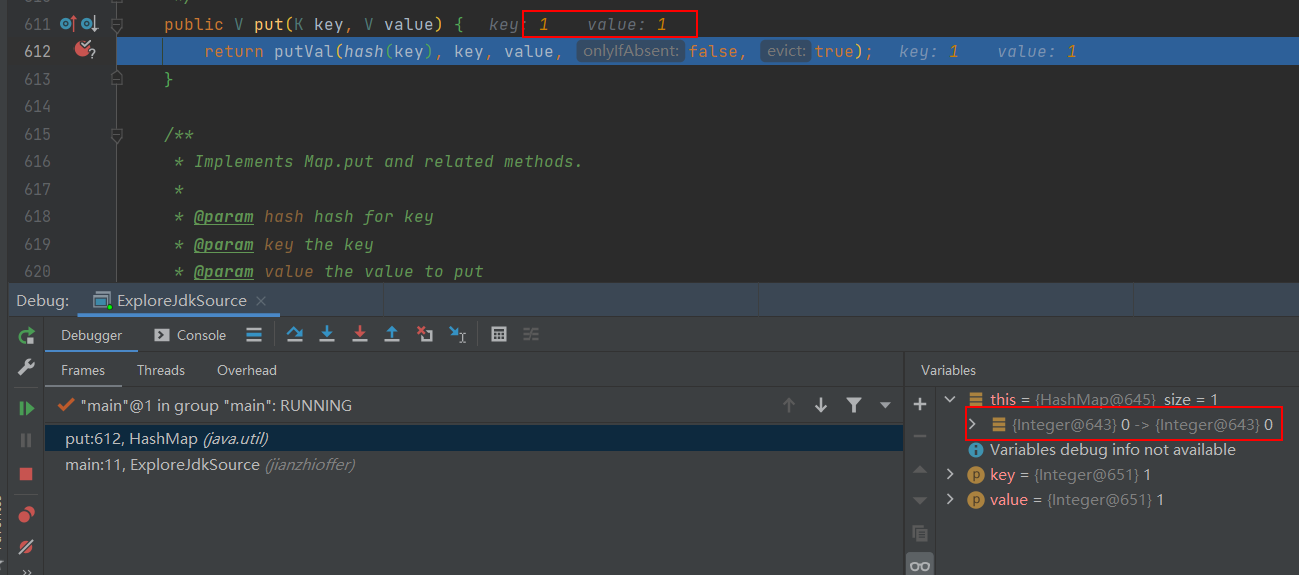 611 public V put(K key, V value) { key: 1 value: 1
612 return putVal(hash(key), key, value, onlyIfAbsent: false, evict: true); key: 1 value: 1
613 }
614
615 /**
616 * Implements Map.put and related methods.
617 *
618 * @param hash hash for key
619 * @param key the key
620 * @param value the value to put
Debug: ExploreJdkSource
Debugger Console
Frames Threads Overhead
"main"@1 in group "main": RUNNING
put:612, HashMap (java.util)
main:11, ExploreJdkSource (jianzhioffer)
Variables
this = {HashMap@645} size = 1
{Integer@643} 0 -> {Integer@643} 0
Variables debug info not available
key = {Integer@651} 1
value = {Integer@651} 1